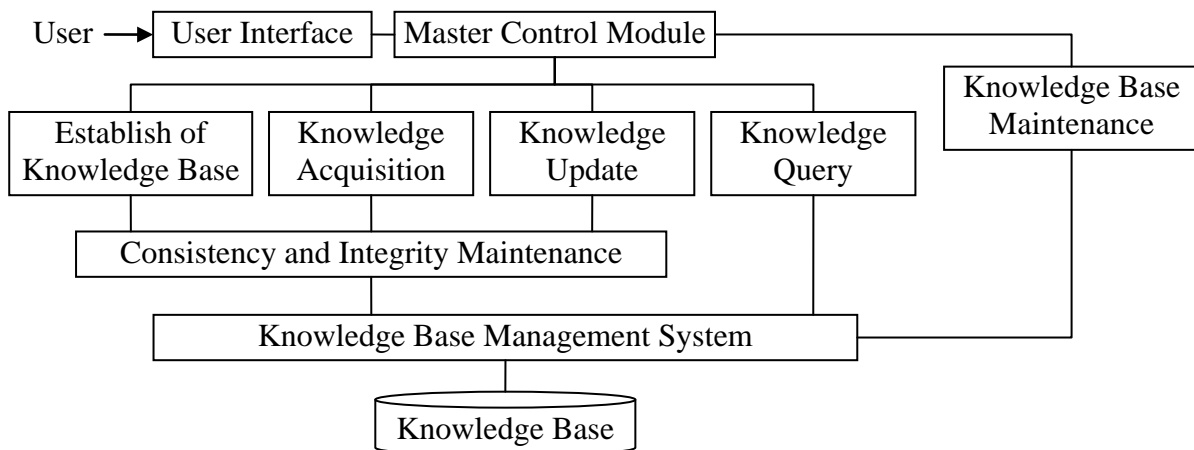 User
User Interface
Master Control Module
Knowledge Base
Maintenance
Establish of
Knowledge Base
Knowledge
Acquisition
Knowledge
Update
Knowledge
Query
Consistency and Integrity Maintenance
Knowledge Base Management System
Knowledge Base